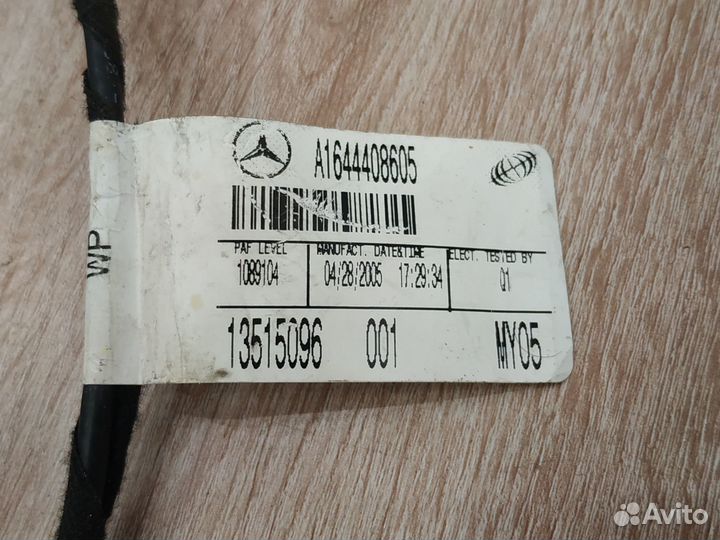 A1644408605
PAF LEVEL MANUFACT. DATE&TIME ELECT. TESTED BY
1089104 04/28/2005 17:29:34 01
13515096 001 MY05
WP
Avito